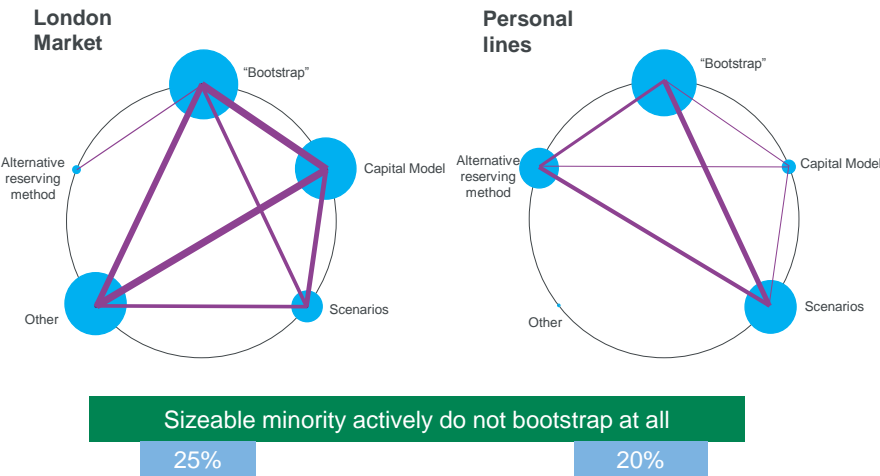 London
Market
“Bootstrap”
Alternative
reserving
method
Capital Model
Other
Scenarios
Personal
lines
“Bootstrap”
Alternative
reserving
method
Capital Model
Other
Scenarios
Sizeable minority actively do not bootstrap at all
25%
20%